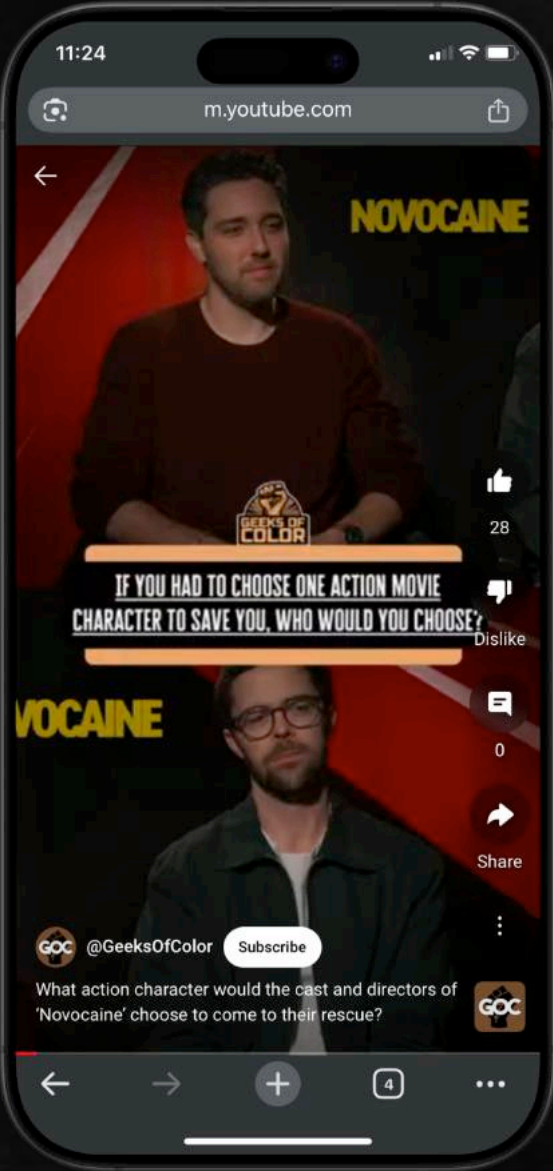 11:24
m.youtube.com
NOVOCAINE
GEEKS OF
COLOR
IF YOU HAD TO CHOOSE ONE ACTION MOVIE
CHARACTER TO SAVE YOU, WHO WOULD YOU CHOOSE?
28
Dislike
VOCAINE
0
Share
GOC @GeeksOfColor Subscribe
What action character would the cast and directors of
'Novocaine' choose to come to their rescue?
GOC
4